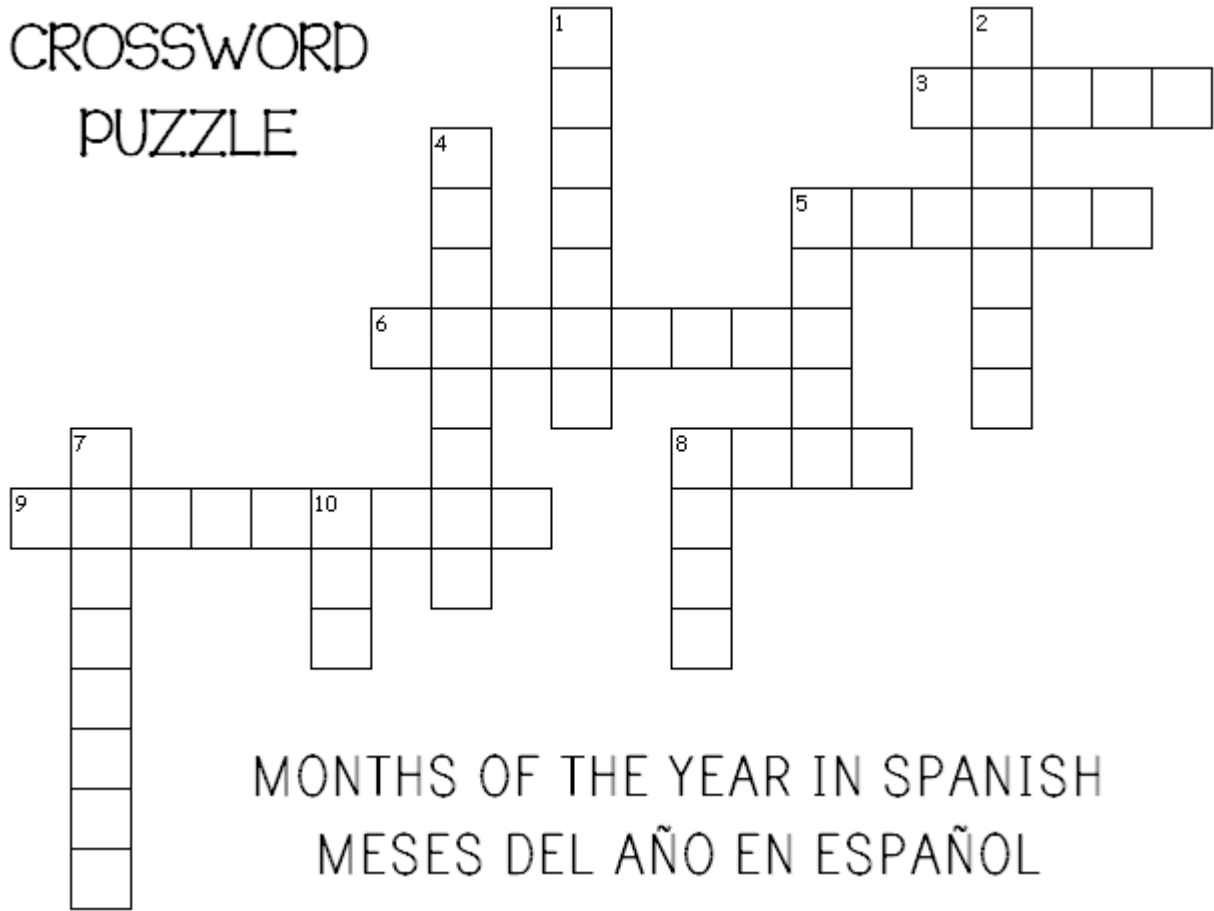 CROSSWORD
PUZZLE
1
2
3
4
5
6
7
8
9
10
MONTHS OF THE YEAR IN SPANISH
MESES DEL AÑO EN ESPAÑOL